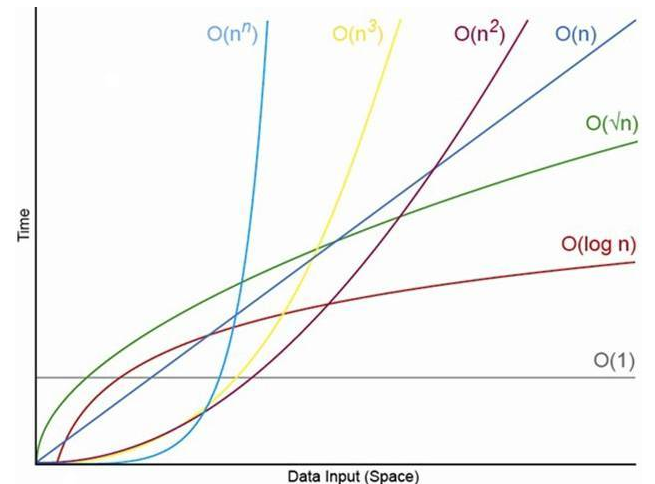 O(nⁿ)
O(n³)
O(n²)
O(n)
O(√n)
O(log n)
O(1)
Time
Data Input (Space)